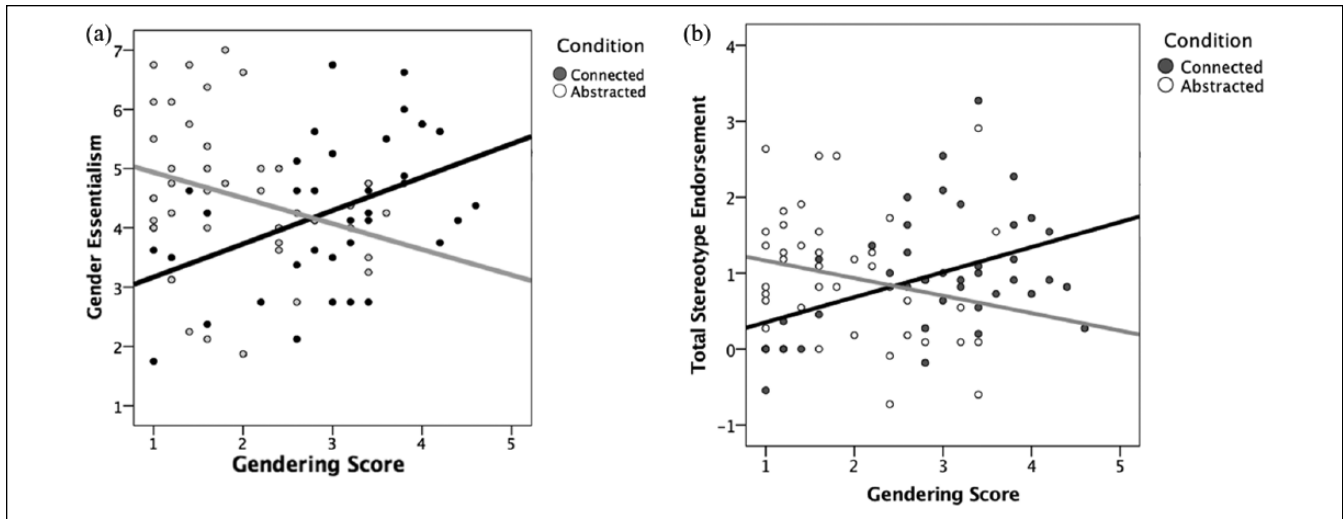 (a)
Condition
Connected
Abstracted
Gender Essentialism
7
6
5
4
3
2
1
1 2 3 4 5
Gendering Score
(b)
Condition
Connected
Abstracted
Total Stereotype Endorsement
4
3
2
1
0
-1
1 2 3 4 5
Gendering Score